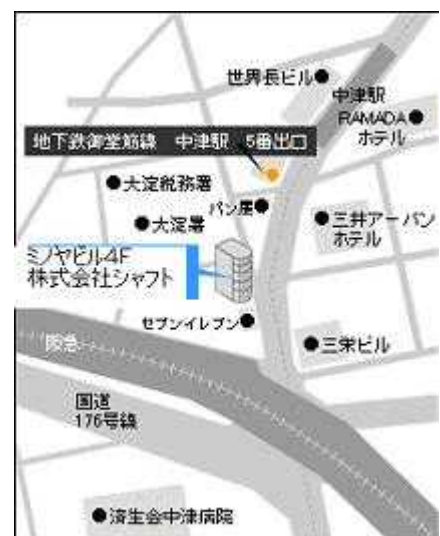 世界長ビル
中津駅
RAMADA
ホテル
地下鉄御堂筋線 中津駅 5番出口
大淀税務署
パン屋
大淀署
三井アーバン
ホテル
ミノヤビル4F
株式会社シャフト
セブンイレブン
阪急
三栄ビル
国道
176号線
済生会中津病院